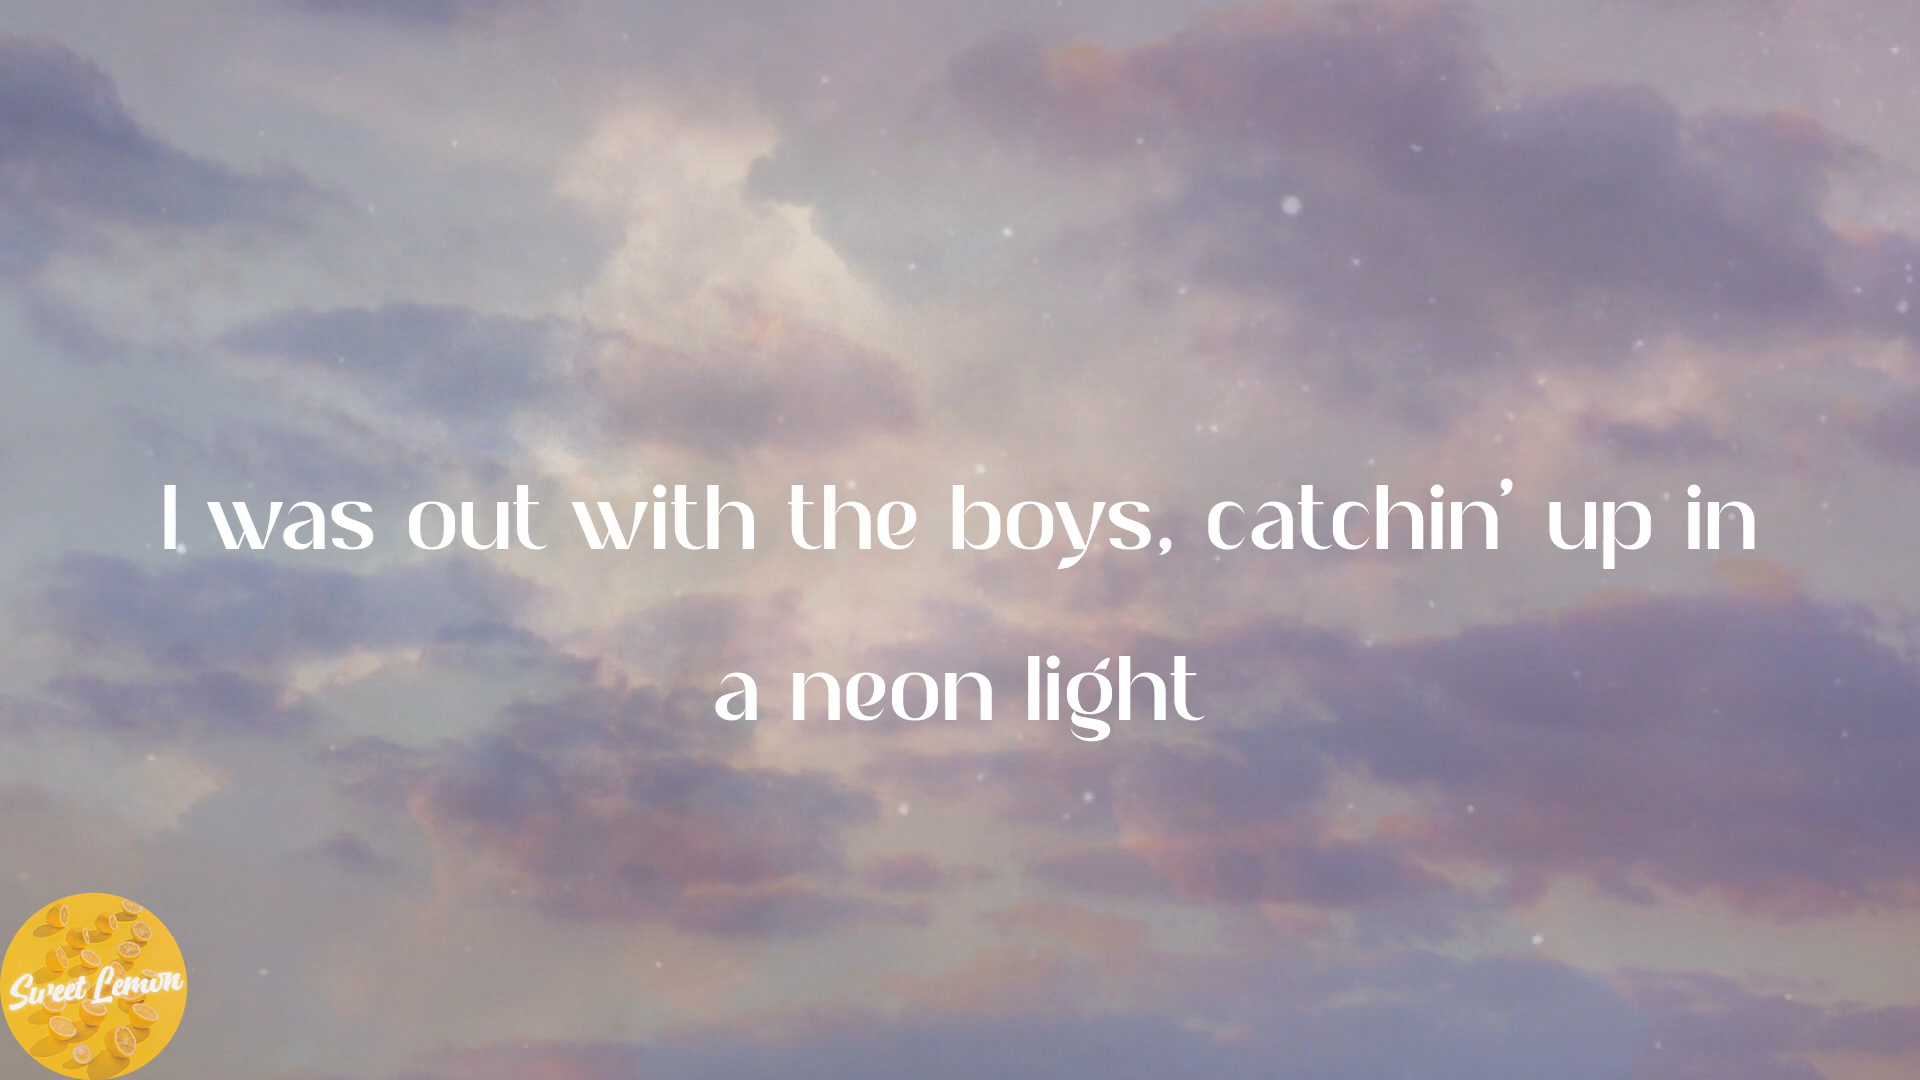 I was out with the boys, catchin’ up in
a neon light
Sweet Lemon